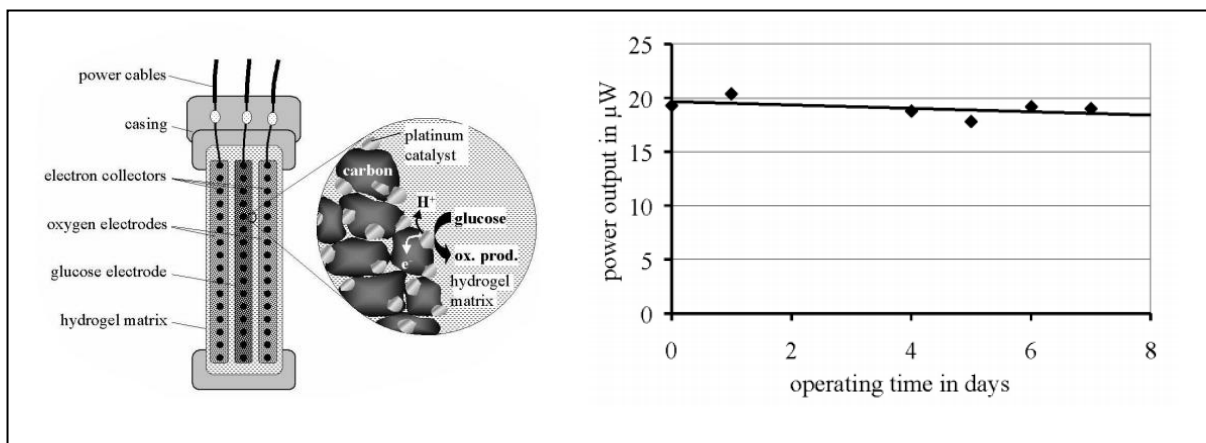 power cables
casing
electron collectors
oxygen electrodes
glucose electrode
hydrogel matrix
platinum
catalyst
carbon
H⁺
glucose
e⁻
ox. prod.
hydrogel
matrix
power output in µW
25
20
15
10
5
0
0 2 4 6 8
operating time in days